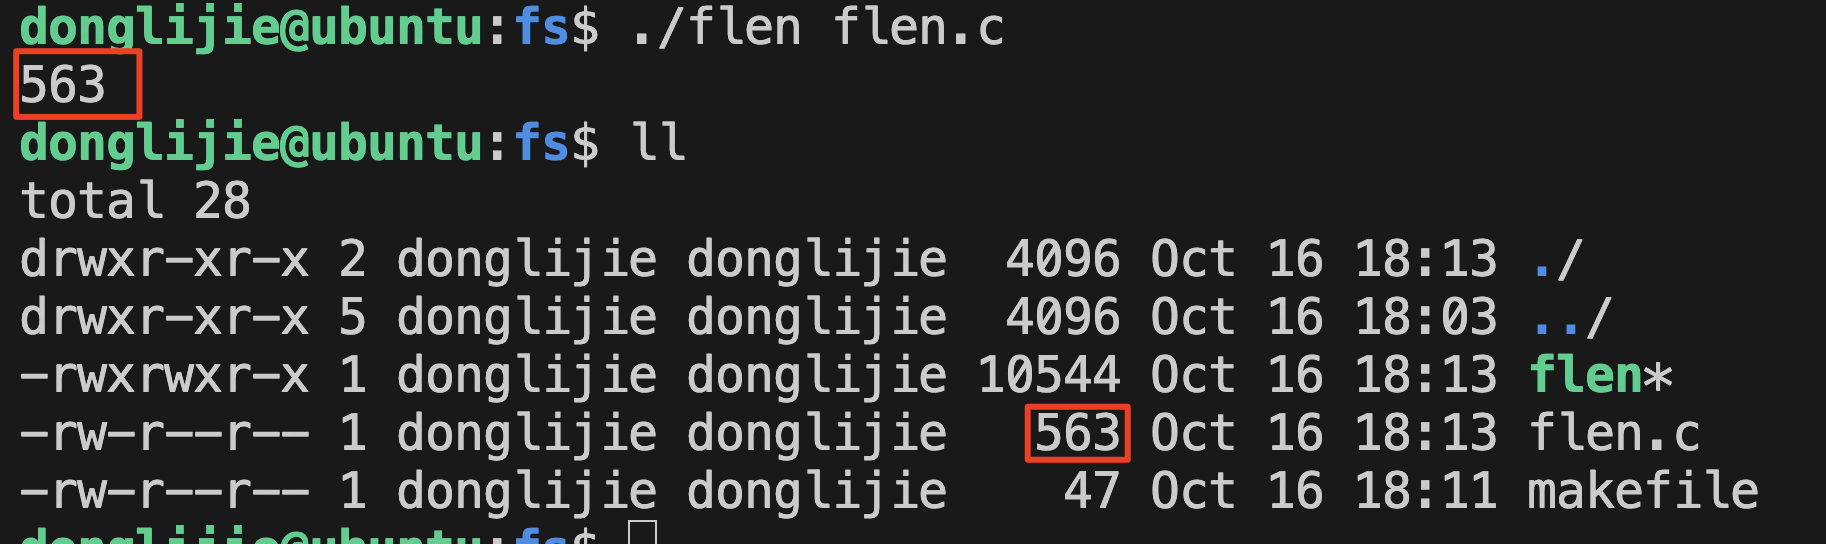 donglijie@ubuntu:fs$ ./flen flen.c
563
donglijie@ubuntu:fs$ ll
total 28
drwxr-xr-x 2 donglijie donglijie  4096 Oct 16 18:13 ./
drwxr-xr-x 5 donglijie donglijie  4096 Oct 16 18:03 ../
-rwxrwxr-x 1 donglijie donglijie 10544 Oct 16 18:13 flen*
-rw-r--r-- 1 donglijie donglijie   563 Oct 16 18:13 flen.c
-rw-r--r-- 1 donglijie donglijie    47 Oct 16 18:11 makefile
donglijie@ubuntu:fs$